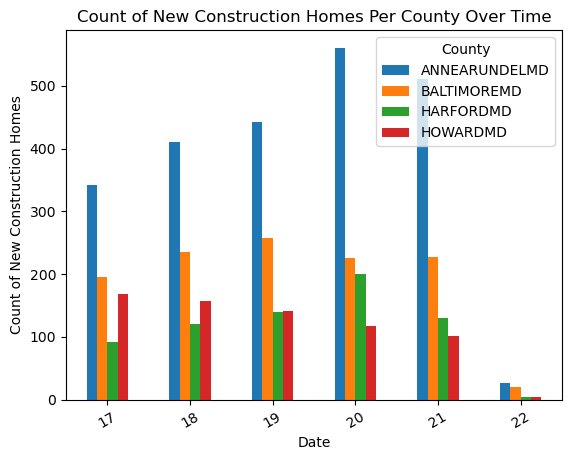 Count of New Construction Homes Per County Over Time
Count of New Construction Homes
500
400
300
200
100
0
County
ANNEARUNDELMD
BALTIMOREMD
HARFORDMD
HOWARDMD
17
18
19
20
21
22
Date